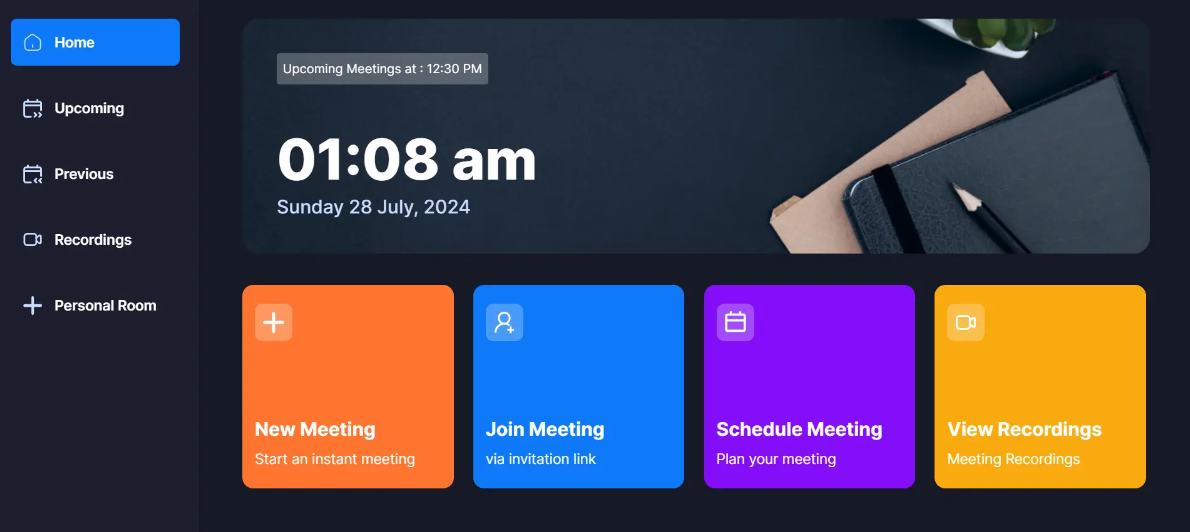 Home
Upcoming
Previous
Recordings
Personal Room
Upcoming Meetings at : 12:30 PM
01:08 am
Sunday 28 July, 2024
New Meeting
Start an instant meeting
Join Meeting
via invitation link
Schedule Meeting
Plan your meeting
View Recordings
Meeting Recordings